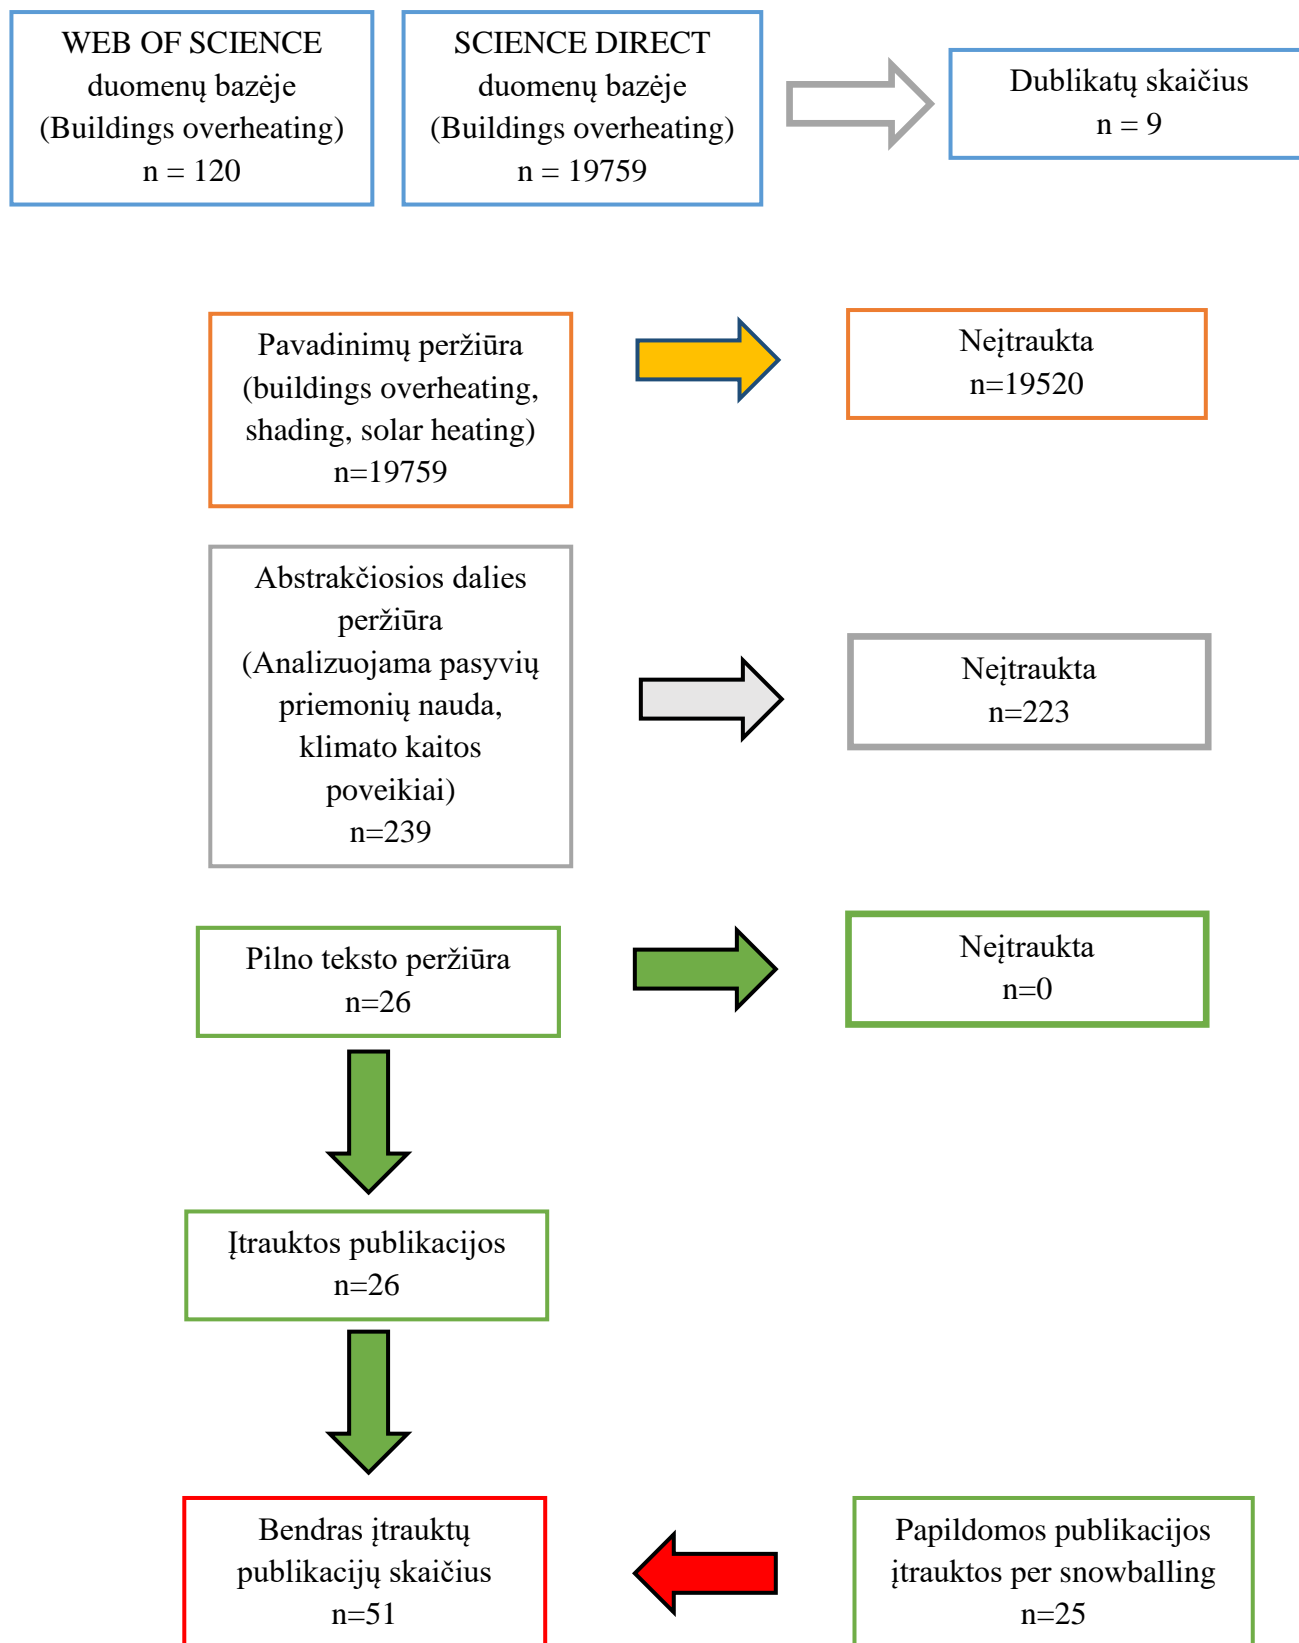 WEB OF SCIENCE
duomenų bazėje
(Buildings overheating)
n = 120
SCIENCE DIRECT
duomenų bazėje
(Buildings overheating)
n = 19759
Dublikatų skaičius
n = 9
Pavadinimų peržiūra
(buildings overheating,
shading, solar heating)
n=19759
Neįtraukta
n=19520
Abstrakčiosios dalies
peržiūra
(Analizuojama pasyvių
priemonių nauda,
klimato kaitos
poveikiai)
n=239
Neįtraukta
n=223
Pilno teksto peržiūra
n=26
Neįtraukta
n=0
Įtrauktos publikacijos
n=26
Bendras įtrauktų
publikacijų skaičius
n=51
Papildomos publikacijos
įtrauktos per snowballing
n=25